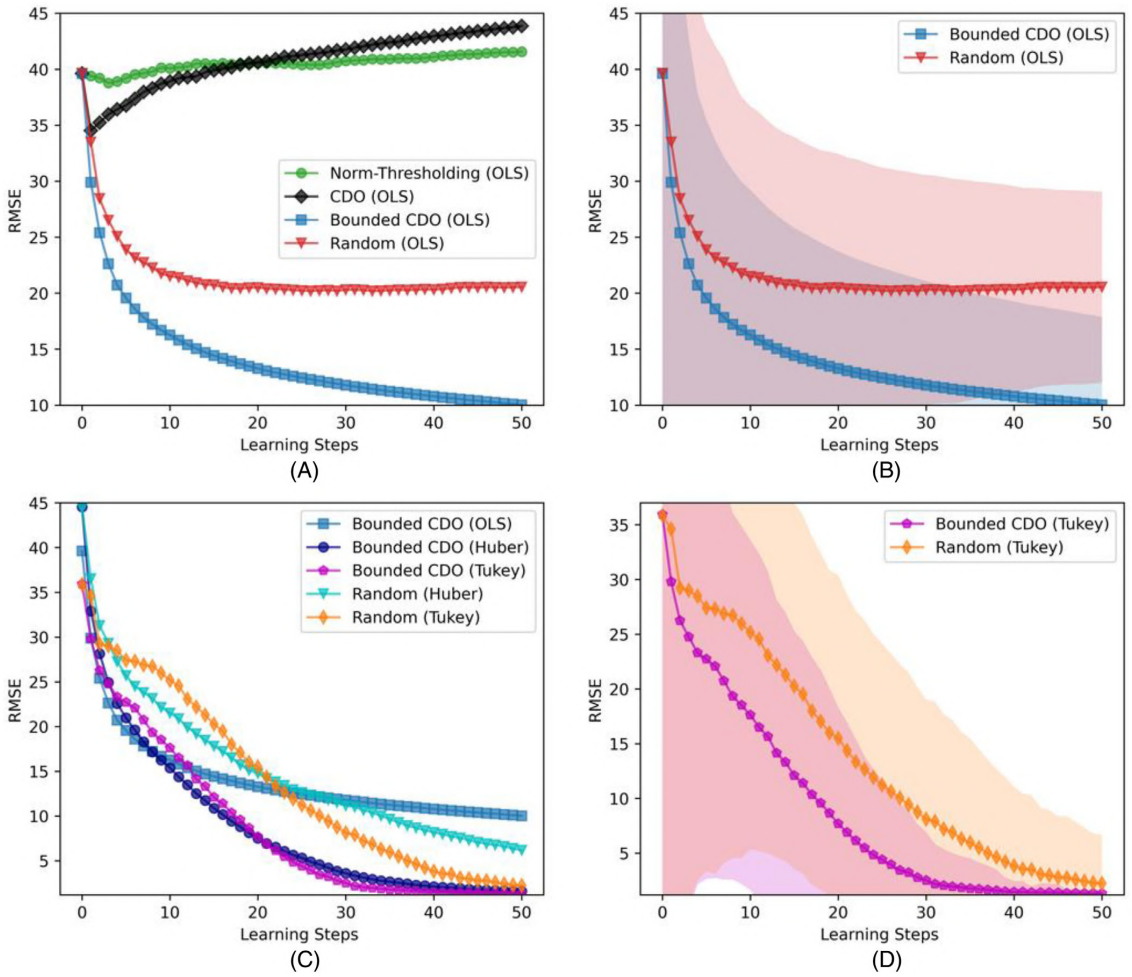 45
40
35
30
25
20
15
10
RMSE
Norm-Thresholding (OLS)
CDO (OLS)
Bounded CDO (OLS)
Random (OLS)
0 10 20 30 40 50
Learning Steps
(A)
45
40
35
30
25
20
15
10
RMSE
Bounded CDO (OLS)
Random (OLS)
0 10 20 30 40 50
Learning Steps
(B)
45
40
35
30
25
20
15
10
5
RMSE
Bounded CDO (OLS)
Bounded CDO (Huber)
Bounded CDO (Tukey)
Random (Huber)
Random (Tukey)
0 10 20 30 40 50
Learning Steps
(C)
35
30
25
20
15
10
5
RMSE
Bounded CDO (Tukey)
Random (Tukey)
0 10 20 30 40 50
Learning Steps
(D)